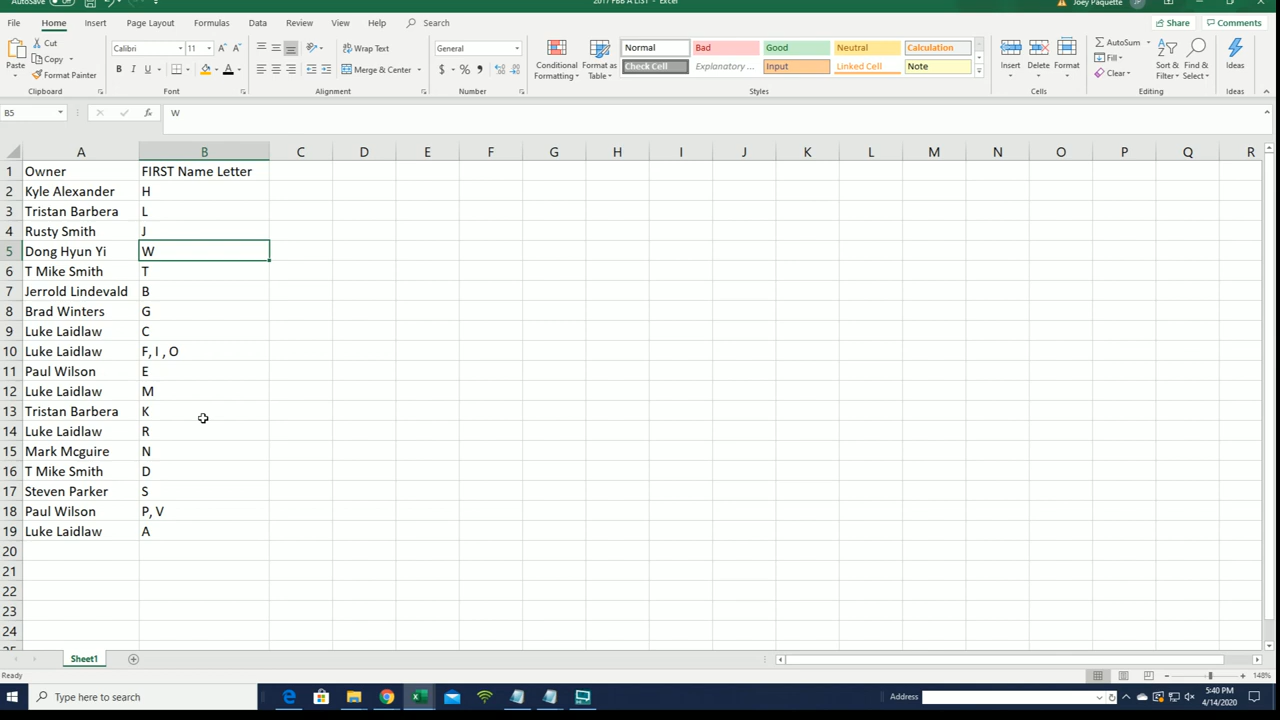 AutoSave
2017 FBB A LIST - Excel
Joey Paquette JP
File Home Insert Page Layout Formulas Data Review View Help Search Share Comments
Paste Cut Calibri 11 A A Wrap Text General Normal Bad Good Neutral Calculation AutoSum
Copy Conditional Format as Insert Delete Format Fill Sort & Find & Ideas
Format Painter B I U A Merge & Center $ % , Formatting Table Check Cell Explanatory ... Input Linked Cell Note Clear Filter Select
Clipboard Font Alignment Number Styles Cells Editing Ideas
B5 fx W
A B C D E F G H I J K L M N O P Q R
1 Owner FIRST Name Letter
2 Kyle Alexander H
3 Tristan Barbera L
4 Rusty Smith J
5 Dong Hyun Yi W
6 T Mike Smith T
7 Jerrold Lindevald B
8 Brad Winters G
9 Luke Laidlaw C
10 Luke Laidlaw F, I , O
11 Paul Wilson E
12 Luke Laidlaw M
13 Tristan Barbera K
14 Luke Laidlaw R
15 Mark Mcguire N
16 T Mike Smith D
17 Steven Parker S
18 Paul Wilson P, V
19 Luke Laidlaw A
20
21
22
23
24
Sheet1
Ready 148%
Type here to search Address 5:40 PM
4/14/2020